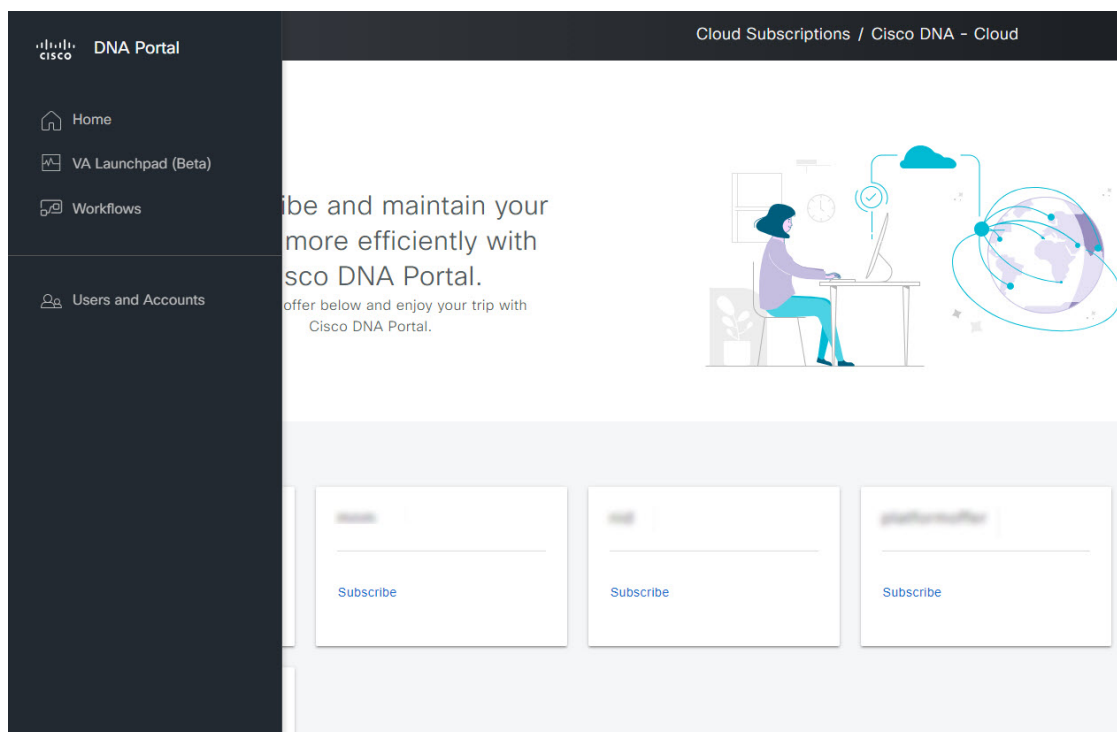 CISCO DNA Portal
Cloud Subscriptions / Cisco DNA - Cloud
Home
VA Launchpad (Beta)
Workflows
Users and Accounts
ibe and maintain your
more efficiently with
sco DNA Portal.
offer below and enjoy your trip with
Cisco DNA Portal.
Subscribe
Subscribe
Subscribe